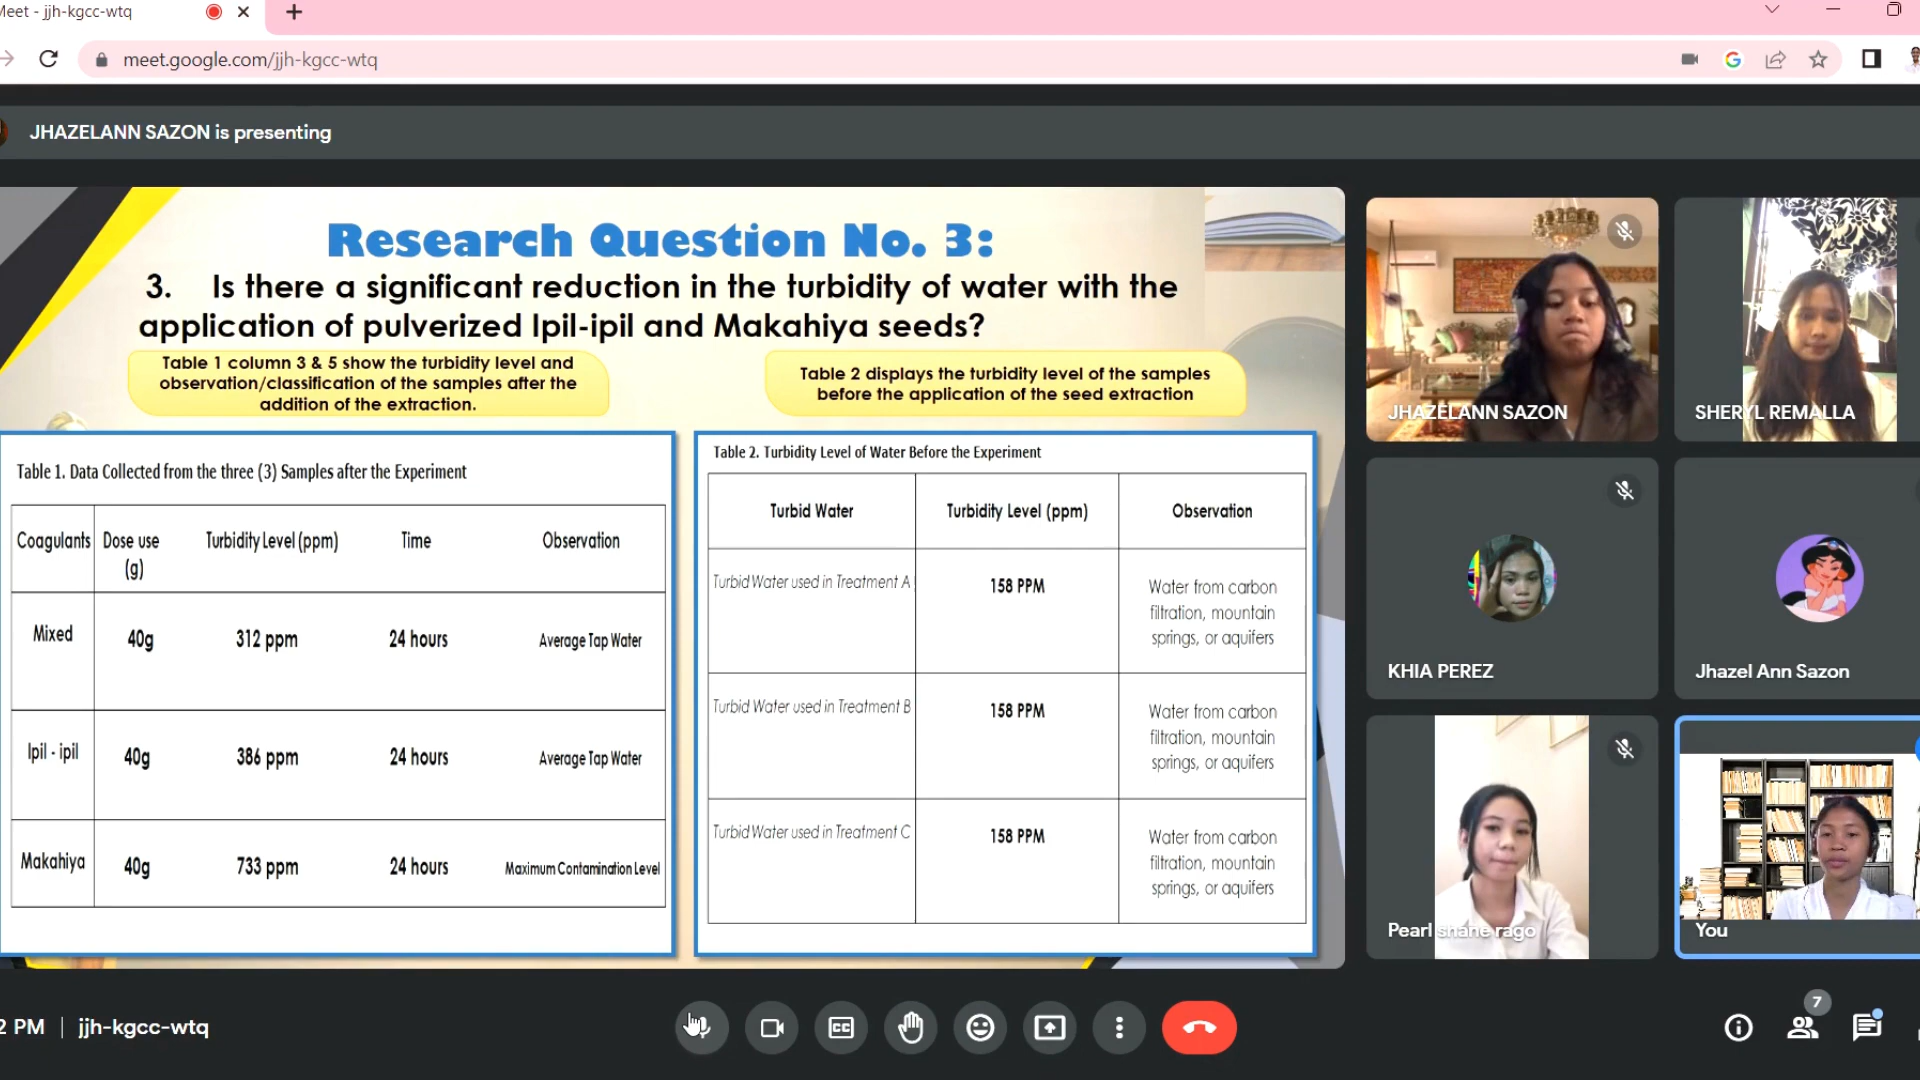 Meet - jjh-kgcc-wtq
meet.google.com/jjh-kgcc-wtq
JHAZELANN SAZON is presenting
Research Question No. 3:
3. Is there a significant reduction in the turbidity of water with the
application of pulverized Ipil-ipil and Makahiya seeds?
Table 1 column 3 & 5 show the turbidity level and
observation/classification of the samples after the
addition of the extraction.
Table 2 displays the turbidity level of the samples
before the application of the seed extraction
Table 1. Data Collected from the three (3) Samples after the Experiment
Coagulants Dose use (g) Turbidity Level (ppm) Time Observation
Mixed 40g 312 ppm 24 hours Average Tap Water
Ipil - ipil 40g 386 ppm 24 hours Average Tap Water
Makahiya 40g 733 ppm 24 hours Maximum Contamination Level
Table 2. Turbidity Level of Water Before the Experiment
Turbid Water Turbidity Level (ppm) Observation
Turbid Water used in Treatment A 158 PPM Water from carbon
filtration, mountain
springs, or aquifers
Turbid Water used in Treatment B 158 PPM Water from carbon
filtration, mountain
springs, or aquifers
Turbid Water used in Treatment C 158 PPM Water from carbon
filtration, mountain
springs, or aquifers
JHAZELANN SAZON
SHERYL REMALLA
KHIA PEREZ
Jhazel Ann Sazon
Pearl shane rago
You
2 PM | jjh-kgcc-wtq
CC
7